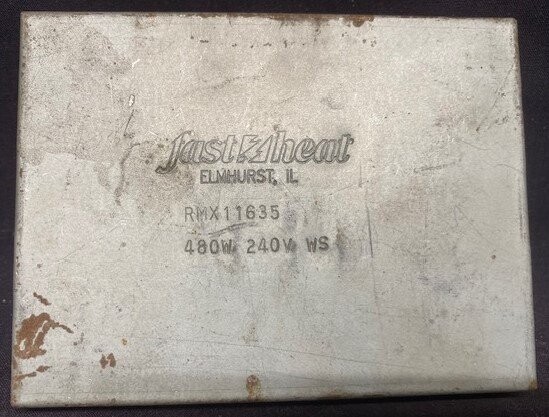 fast heat
ELMHURST, IL
RMX11635
480W 240V WS